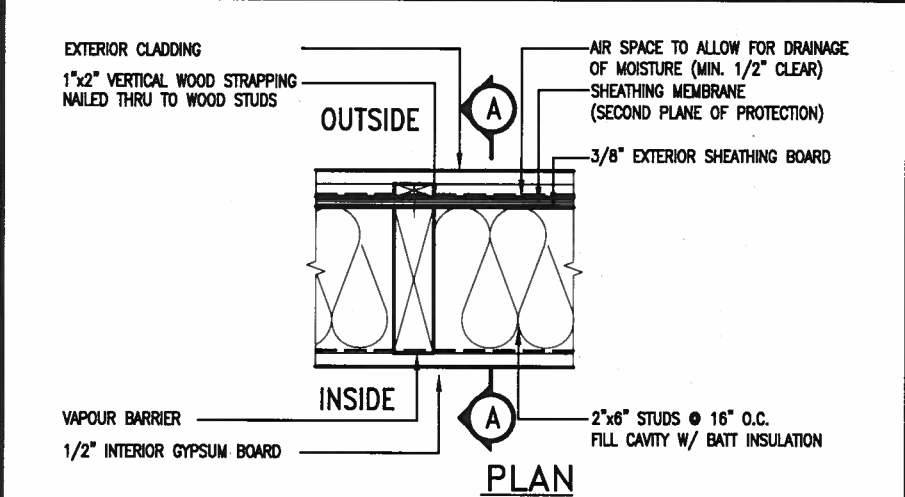 EXTERIOR CLADDING
1"x2" VERTICAL WOOD STRAPPING
NAILED THRU TO WOOD STUDS
OUTSIDE
A
AIR SPACE TO ALLOW FOR DRAINAGE
OF MOISTURE (MIN. 1/2" CLEAR)
SHEATHING MEMBRANE
(SECOND PLANE OF PROTECTION)
3/8" EXTERIOR SHEATHING BOARD
INSIDE
A
VAPOUR BARRIER
1/2" INTERIOR GYPSUM BOARD
2"x6" STUDS @ 16" O.C.
FILL CAVITY W/ BATT INSULATION
PLAN